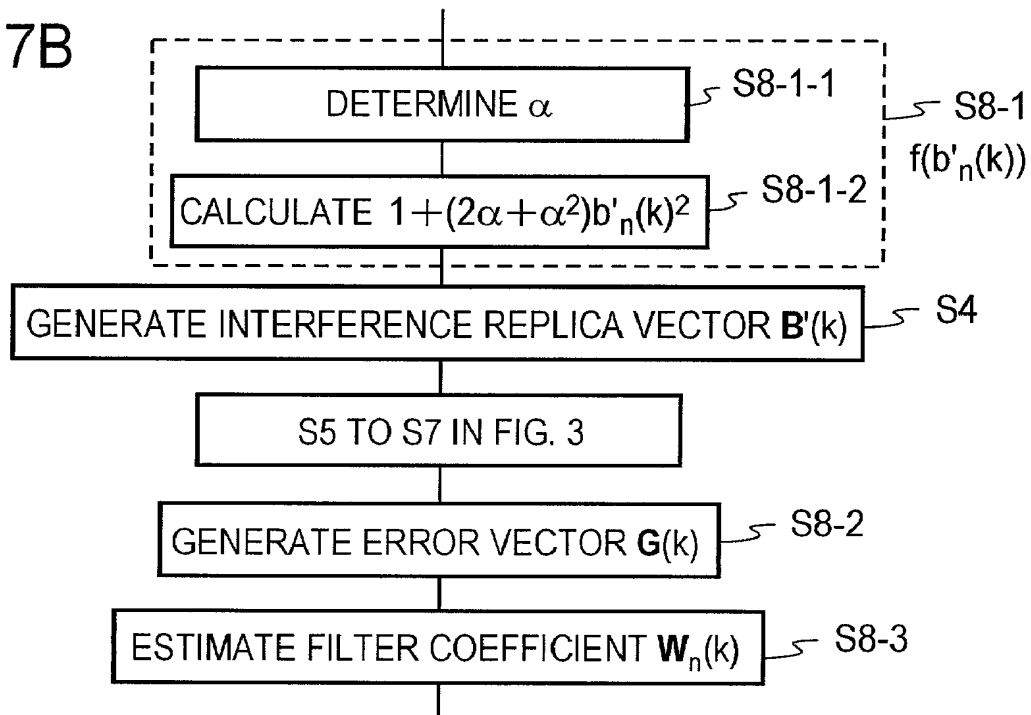 7B
DETERMINE α
S8-1-1
S8-1
f(b'n(k))
CALCULATE 1+(2α+α²)b'n(k)²
S8-1-2
GENERATE INTERFERENCE REPLICA VECTOR B'(k)
S4
S5 TO S7 IN FIG. 3
GENERATE ERROR VECTOR G(k)
S8-2
ESTIMATE FILTER COEFFICIENT Wn(k)
S8-3